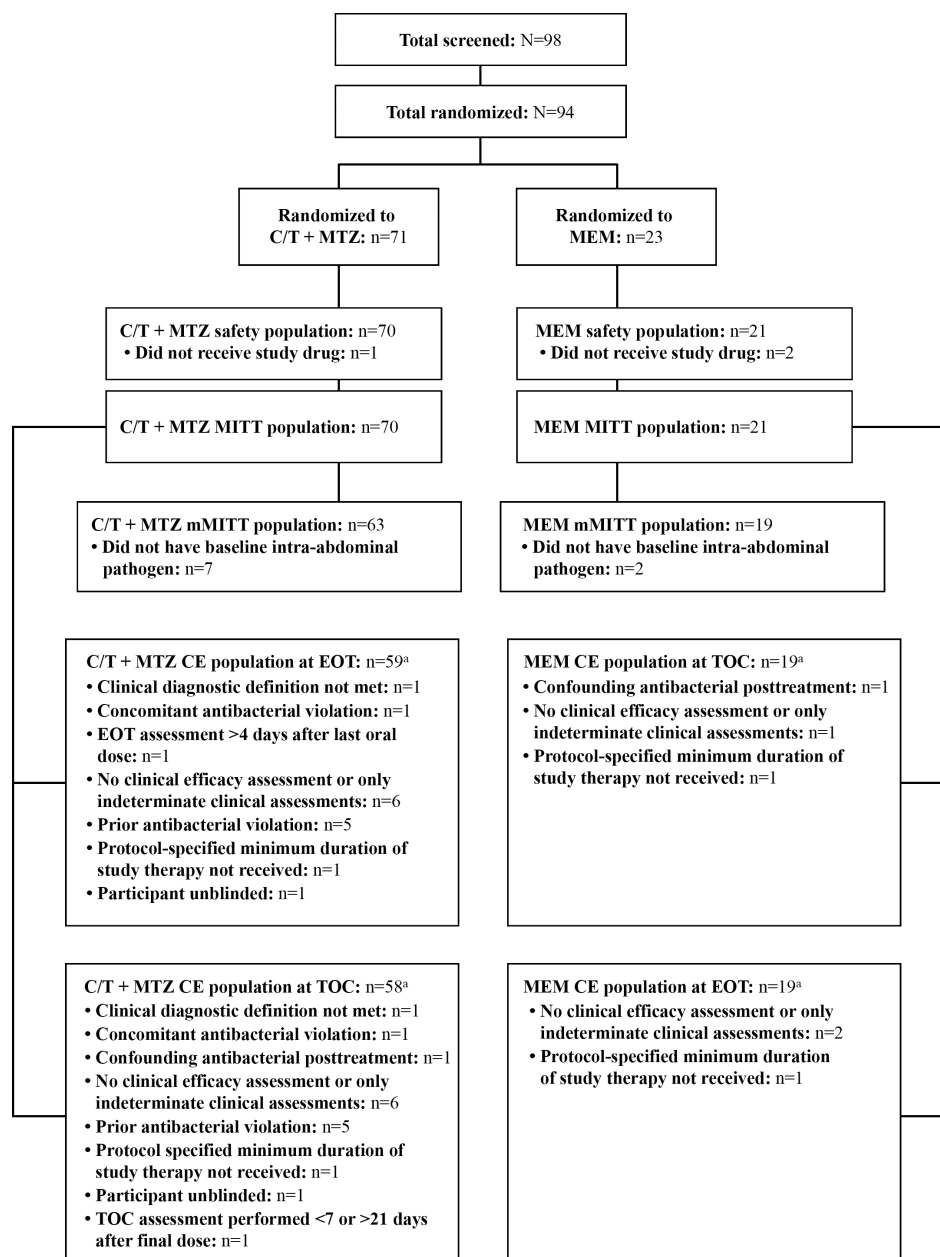 Total screened: N=98
Total randomized: N=94
Randomized to
C/T + MTZ: n=71
Randomized to
MEM: n=23
C/T + MTZ safety population: n=70
• Did not receive study drug: n=1
MEM safety population: n=21
• Did not receive study drug: n=2
C/T + MTZ MITT population: n=70
MEM MITT population: n=21
C/T + MTZ mMITT population: n=63
• Did not have baseline intra-abdominal
pathogen: n=7
MEM mMITT population: n=19
• Did not have baseline intra-abdominal
pathogen: n=2
C/T + MTZ CE population at EOT: n=59ᵃ
• Clinical diagnostic definition not met: n=1
• Concomitant antibacterial violation: n=1
• EOT assessment >4 days after last oral
dose: n=1
• No clinical efficacy assessment or only
indeterminate clinical assessments: n=6
• Prior antibacterial violation: n=5
• Protocol-specified minimum duration of
study therapy not received: n=1
• Participant unblinded: n=1
MEM CE population at TOC: n=19ᵃ
• Confounding antibacterial posttreatment: n=1
• No clinical efficacy assessment or only
indeterminate clinical assessments: n=1
• Protocol-specified minimum duration of
study therapy not received: n=1
C/T + MTZ CE population at TOC: n=58ᵃ
• Clinical diagnostic definition not met: n=1
• Concomitant antibacterial violation: n=1
• Confounding antibacterial posttreatment: n=1
• No clinical efficacy assessment or only
indeterminate clinical assessments: n=6
• Prior antibacterial violation: n=5
• Protocol specified minimum duration of
study therapy not received: n=1
• Participant unblinded: n=1
• TOC assessment performed <7 or >21 days
after final dose: n=1
MEM CE population at EOT: n=19ᵃ
• No clinical efficacy assessment or only
indeterminate clinical assessments: n=2
• Protocol-specified minimum duration
of study therapy not received: n=1